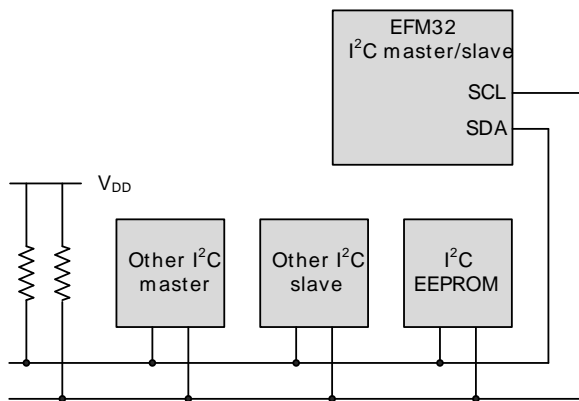 EFM32
I²C master/slave
SCL
SDA
VDD
Other I²C
master
Other I²C
slave
I²C
EEPROM